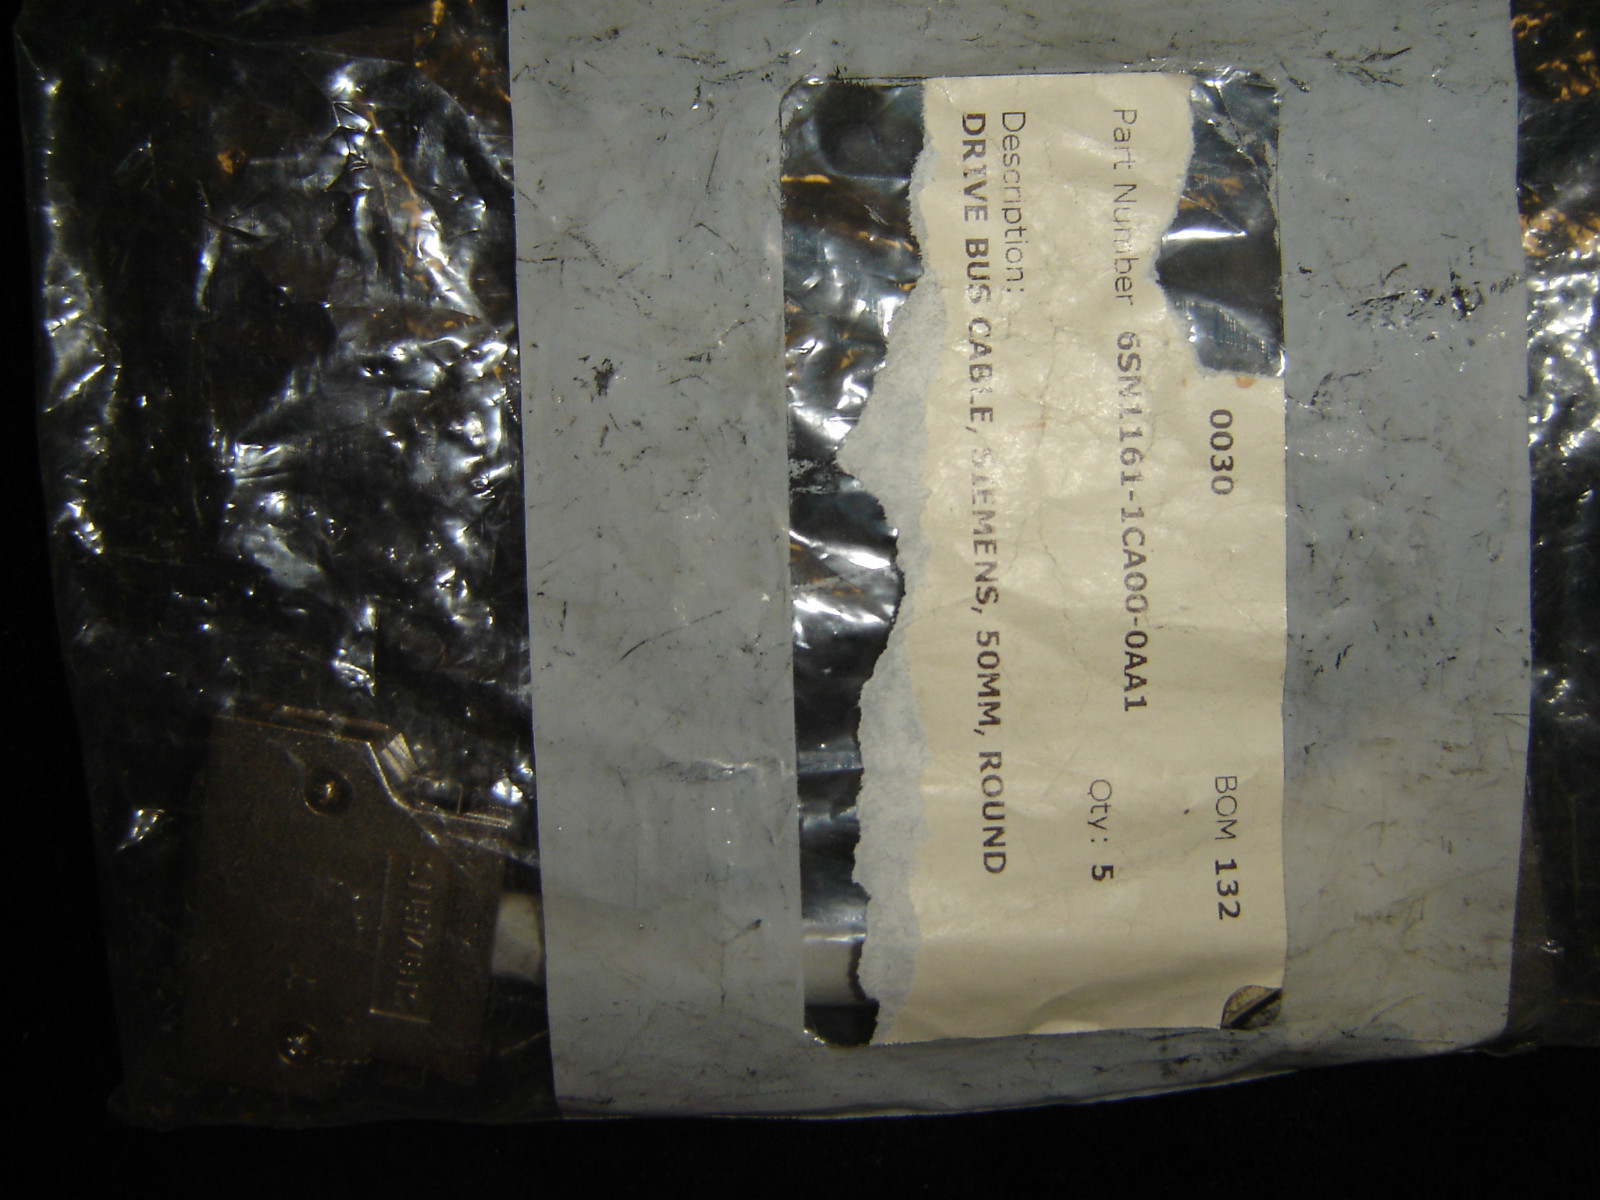 0030 BOM 132
Part Number 6SN1161-1CA00-0AA1
Qty: 5
Description:
DRIVE BUS CABLE, SIEMENS, 50MM, ROUND